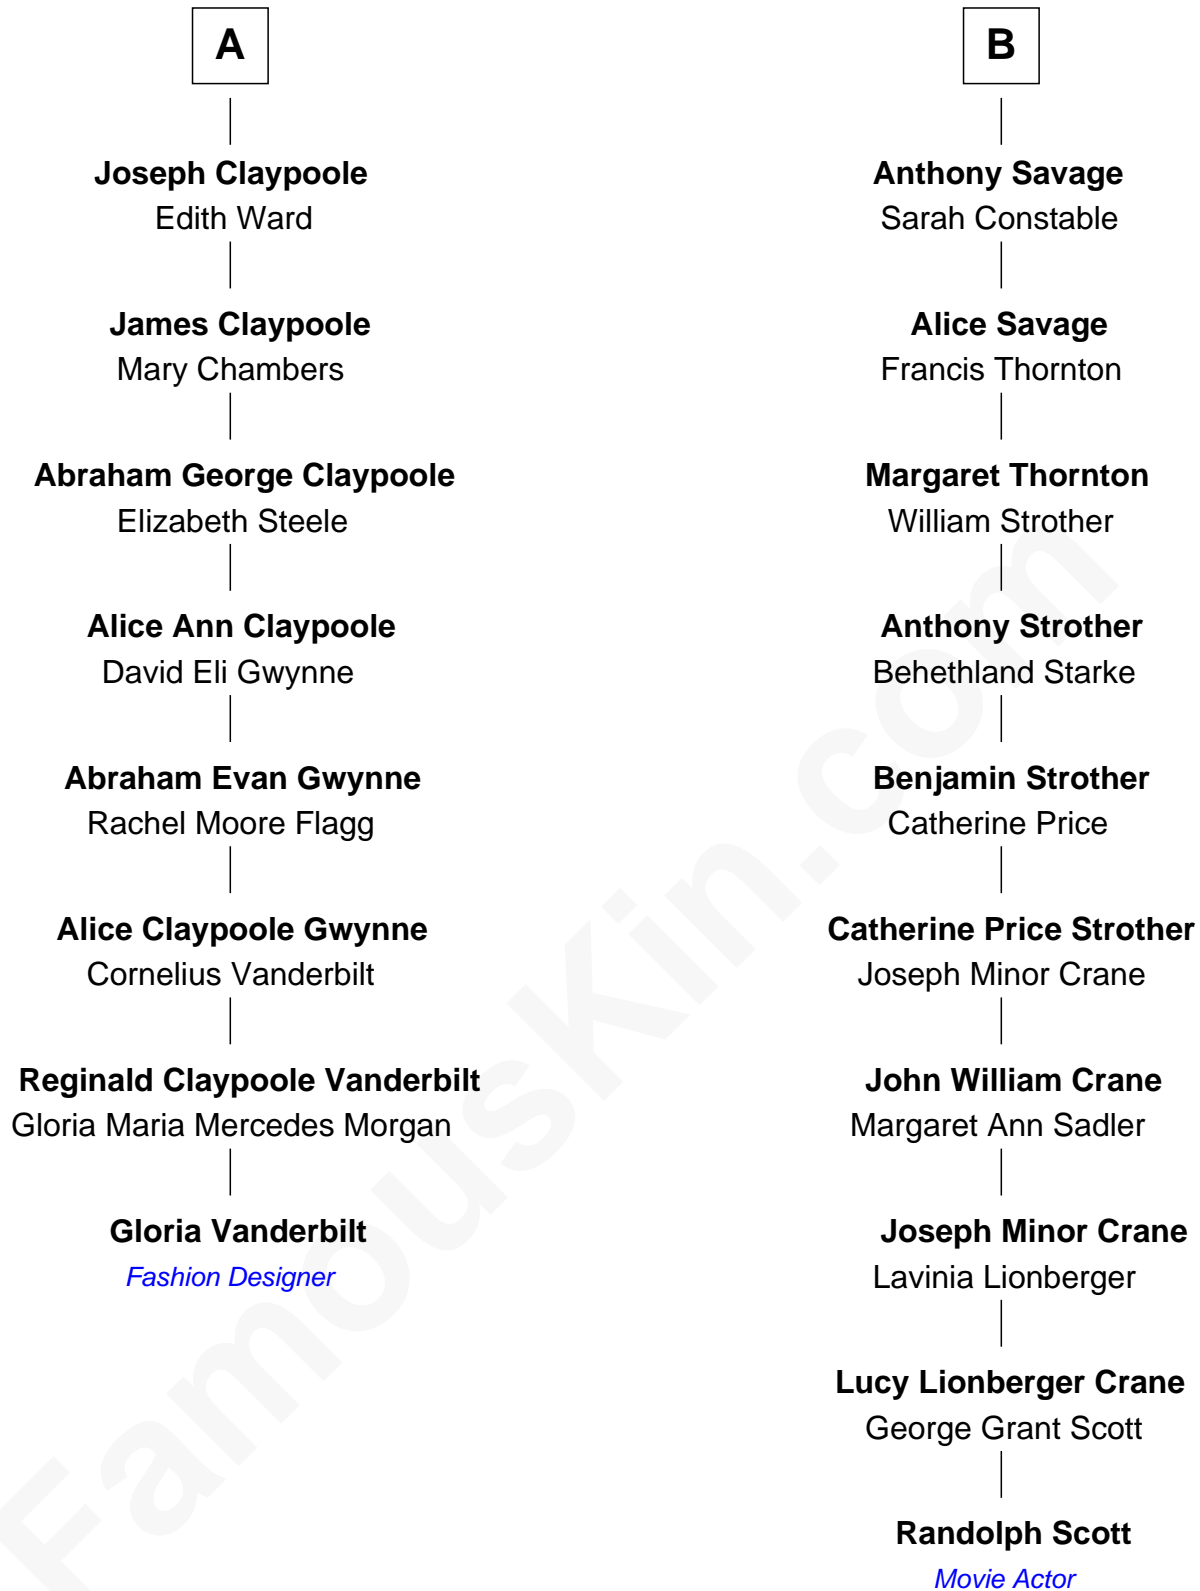 A
Joseph Claypoole
Edith Ward
James Claypoole
Mary Chambers
Abraham George Claypoole
Elizabeth Steele
Alice Ann Claypoole
David Eli Gwynne
Abraham Evan Gwynne
Rachel Moore Flagg
Alice Claypoole Gwynne
Cornelius Vanderbilt
Reginald Claypoole Vanderbilt
Gloria Maria Mercedes Morgan
Gloria Vanderbilt
Fashion Designer
B
Anthony Savage
Sarah Constable
Alice Savage
Francis Thornton
Margaret Thornton
William Strother
Anthony Strother
Behethland Starke
Benjamin Strother
Catherine Price
Catherine Price Strother
Joseph Minor Crane
John William Crane
Margaret Ann Sadler
Joseph Minor Crane
Lavinia Lionberger
Lucy Lionberger Crane
George Grant Scott
Randolph Scott
Movie Actor
FamousKin.com